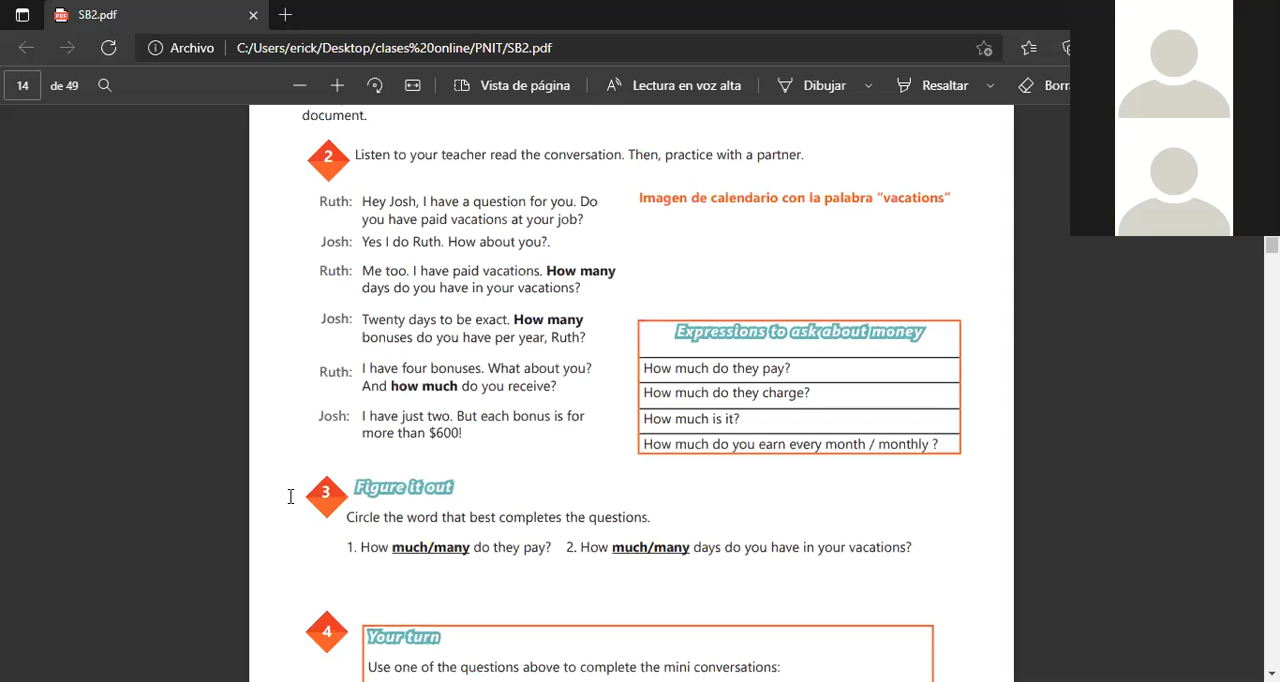 SB2.pdf
Archivo C:/Users/erick/Desktop/clases%20online/PNIT/SB2.pdf
14 de 49 Vista de página Lectura en voz alta Dibujar Resaltar Borr
document.
2 Listen to your teacher read the conversation. Then, practice with a partner.
Ruth: Hey Josh, I have a question for you. Do
you have paid vacations at your job?
Josh: Yes I do Ruth. How about you?.
Ruth: Me too. I have paid vacations. How many
days do you have in your vacations?
Josh: Twenty days to be exact. How many
bonuses do you have per year, Ruth?
Ruth: I have four bonuses. What about you?
And how much do you receive?
Josh: I have just two. But each bonus is for
more than $600!
Imagen de calendario con la palabra “vacations”
Expressions to ask about money
How much do they pay?
How much do they charge?
How much is it?
How much do you earn every month / monthly ?
3 Figure it out
Circle the word that best completes the questions.
1. How much/many do they pay? 2. How much/many days do you have in your vacations?
4 Your turn
Use one of the questions above to complete the mini conversations: